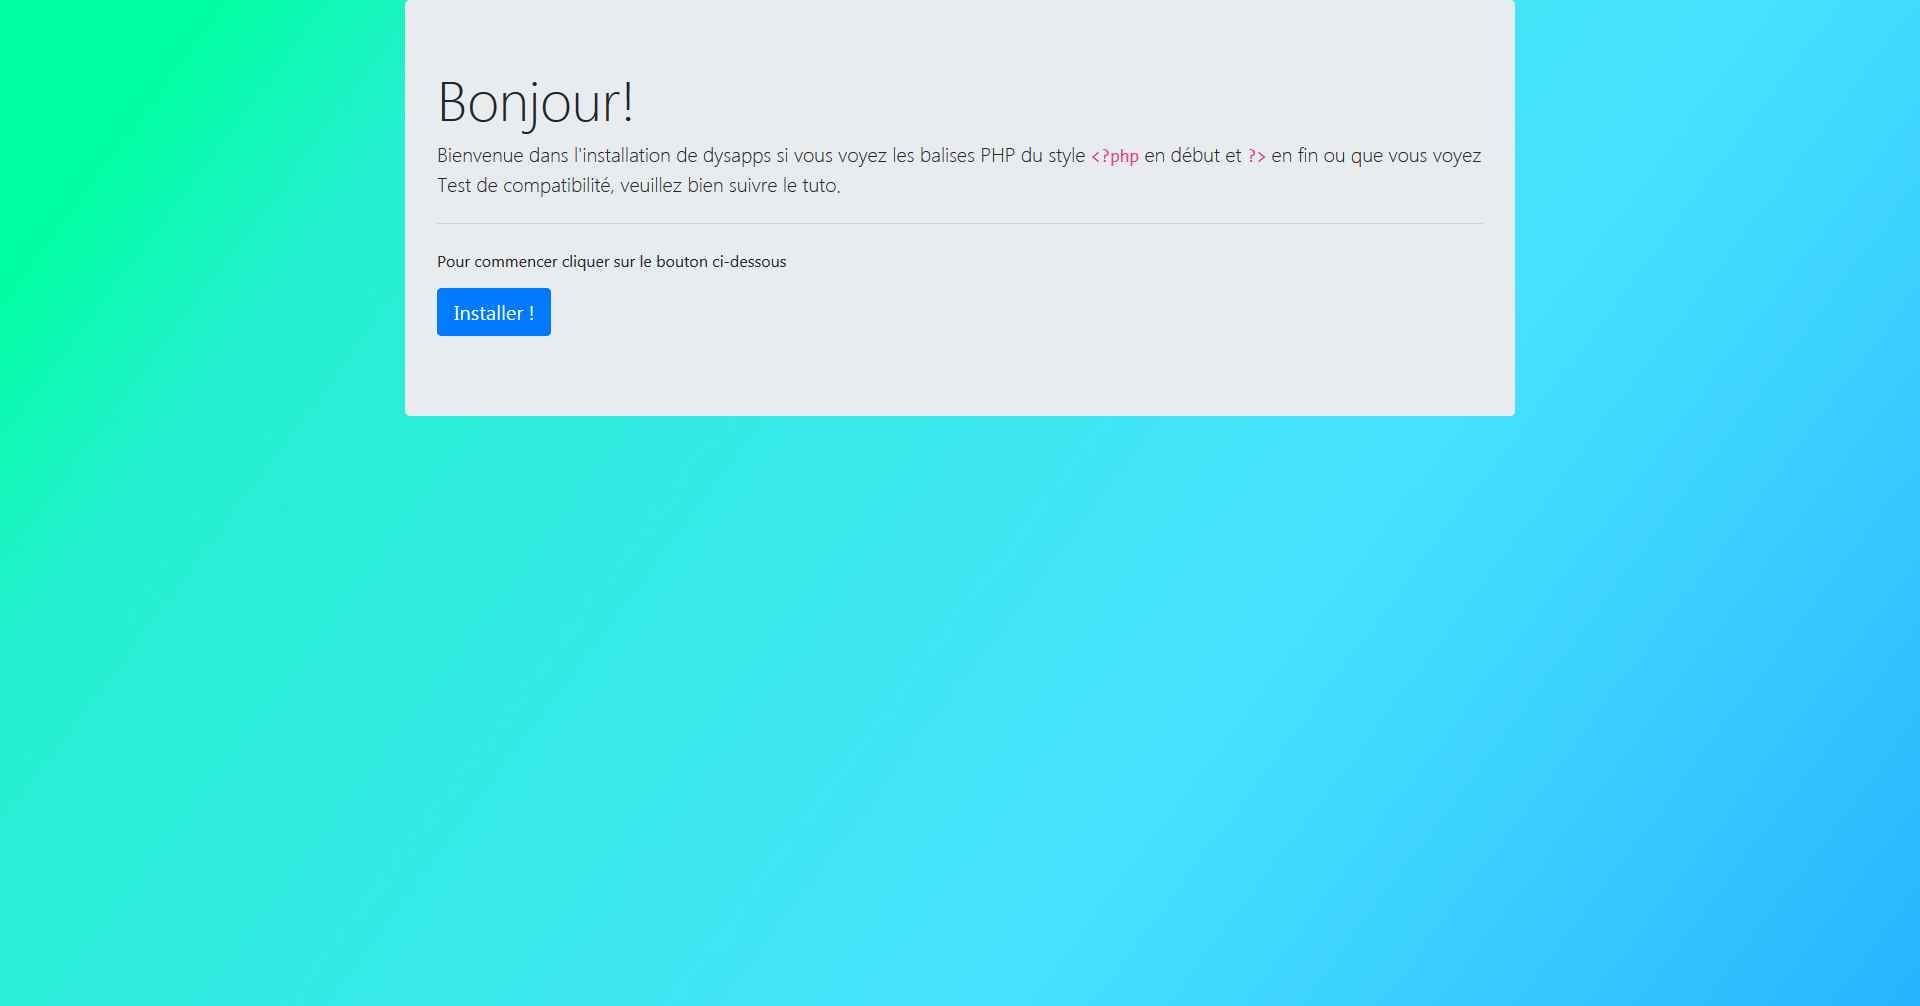 Bonjour!
Bienvenue dans l'installation de dysapps si vous voyez les balises PHP du style <?php en début et ?> en fin ou que vous voyez
Test de compatibilité, veuillez bien suivre le tuto.
Pour commencer cliquer sur le bouton ci-dessous
Installer !